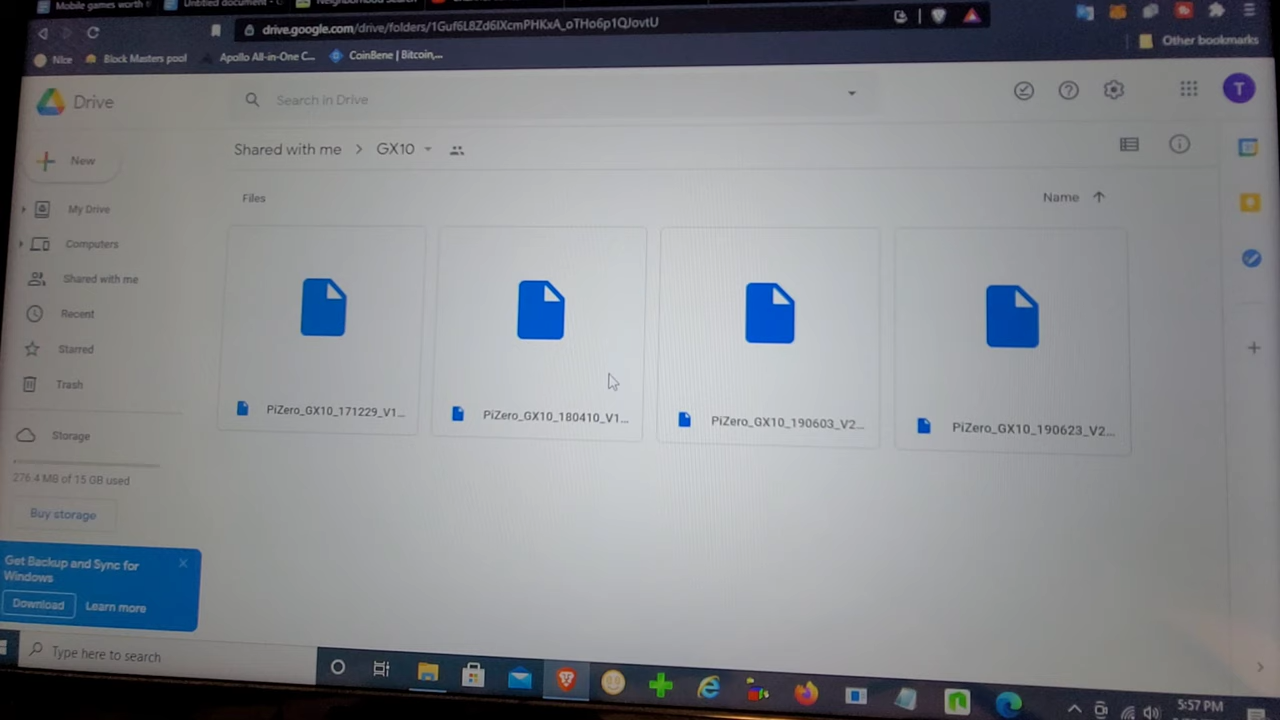 Mobile games worth
Untitled document -
drive.google.com/drive/folders/1Guf6L8Zd6lXcmPHKxA_oTHo6p1QJovtU
Nice
Block Masters pool
Apollo All-in-One C...
CoinBene | Bitcoin,...
Other bookmarks
Drive
Search in Drive
T
New
Shared with me > GX10
My Drive
Computers
Shared with me
Recent
Starred
Trash
Storage
276.4 MB of 15 GB used
Buy storage
Files
Name
PiZero_GX10_171229_V1...
PiZero_GX10_180410_V1...
PiZero_GX10_190603_V2...
PiZero_GX10_190623_V2...
Get Backup and Sync for
Windows
Download
Learn more
Type here to search
5:57 PM